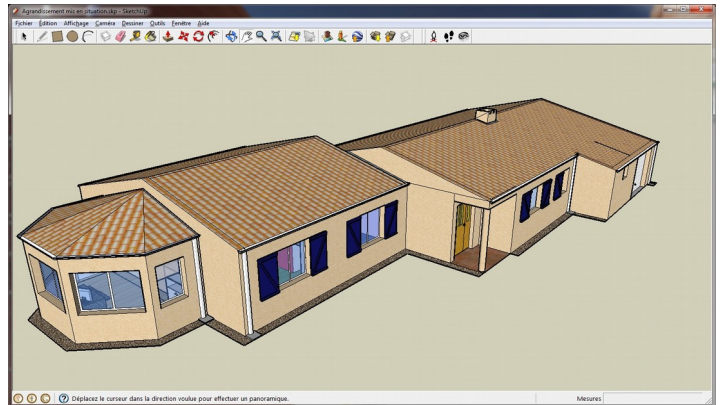 Agrandissement mis en situation.skp - SketchUp
Fichier Édition Affichage Caméra Dessiner Outils Fenêtre Aide
Déplacez le curseur dans la direction voulue pour effectuer un panoramique. Mesures